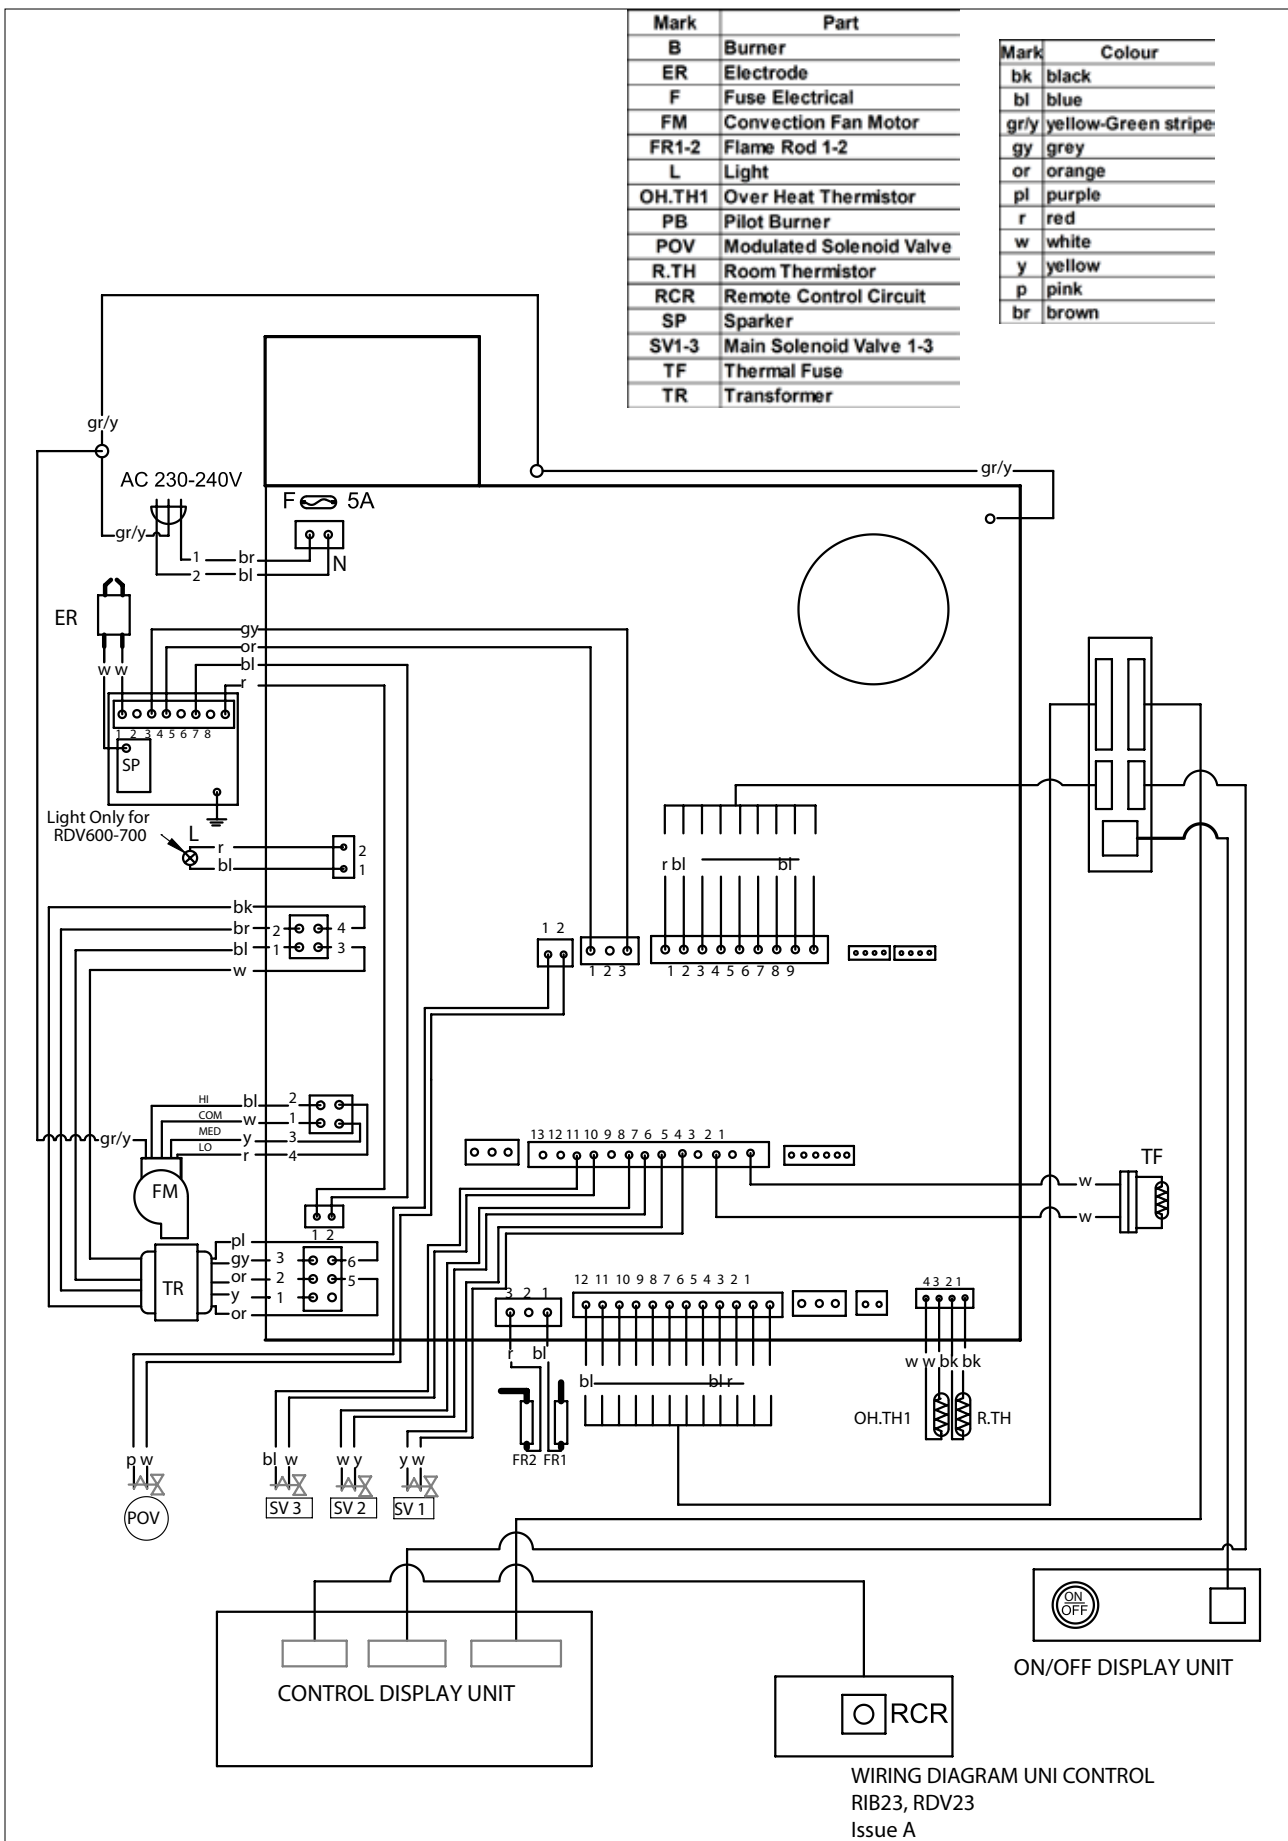 Mark Part
B Burner
ER Electrode
F Fuse Electrical
FM Convection Fan Motor
FR1-2 Flame Rod 1-2
L Light
OH.TH1 Over Heat Thermistor
PB Pilot Burner
POV Modulated Solenoid Valve
R.TH Room Thermistor
RCR Remote Control Circuit
SP Sparker
SV1-3 Main Solenoid Valve 1-3
TF Thermal Fuse
TR Transformer
Mark Colour
bk black
bl blue
gr/y yellow-Green stripe
gy grey
or orange
pl purple
r red
w white
y yellow
p pink
br brown
gr/y
gr/y
AC 230-240V
F 5A
gr/y
1 br
2 bl
N
ER
w w
gy
or
bl
r
1 2 3 4 5 6 7 8
SP
Light Only for
RDV600-700
L
r 2
bl 1
r bl bl
bk
br 2 4
bl 1 3
w
1 2
1 2 3
1 2 3 4 5 6 7 8 9
HI bl 2
COM w 1
MED y 3
LO r 4
gr/y
FM
13 12 11 10 9 8 7 6 5 4 3 2 1
TF
w
w
1 2
pl
gy 3 6
or 2 5
y 1
or
TR
3 2 1
12 11 10 9 8 7 6 5 4 3 2 1
4 3 2 1
r bl
w w bk bk
bl bl r
OH.TH1 R.TH
FR2 FR1
p w
bl w
w y
y w
POV
SV 3
SV 2
SV 1
ON
OFF
ON/OFF DISPLAY UNIT
CONTROL DISPLAY UNIT
RCR
WIRING DIAGRAM UNI CONTROL
RIB23, RDV23
Issue A